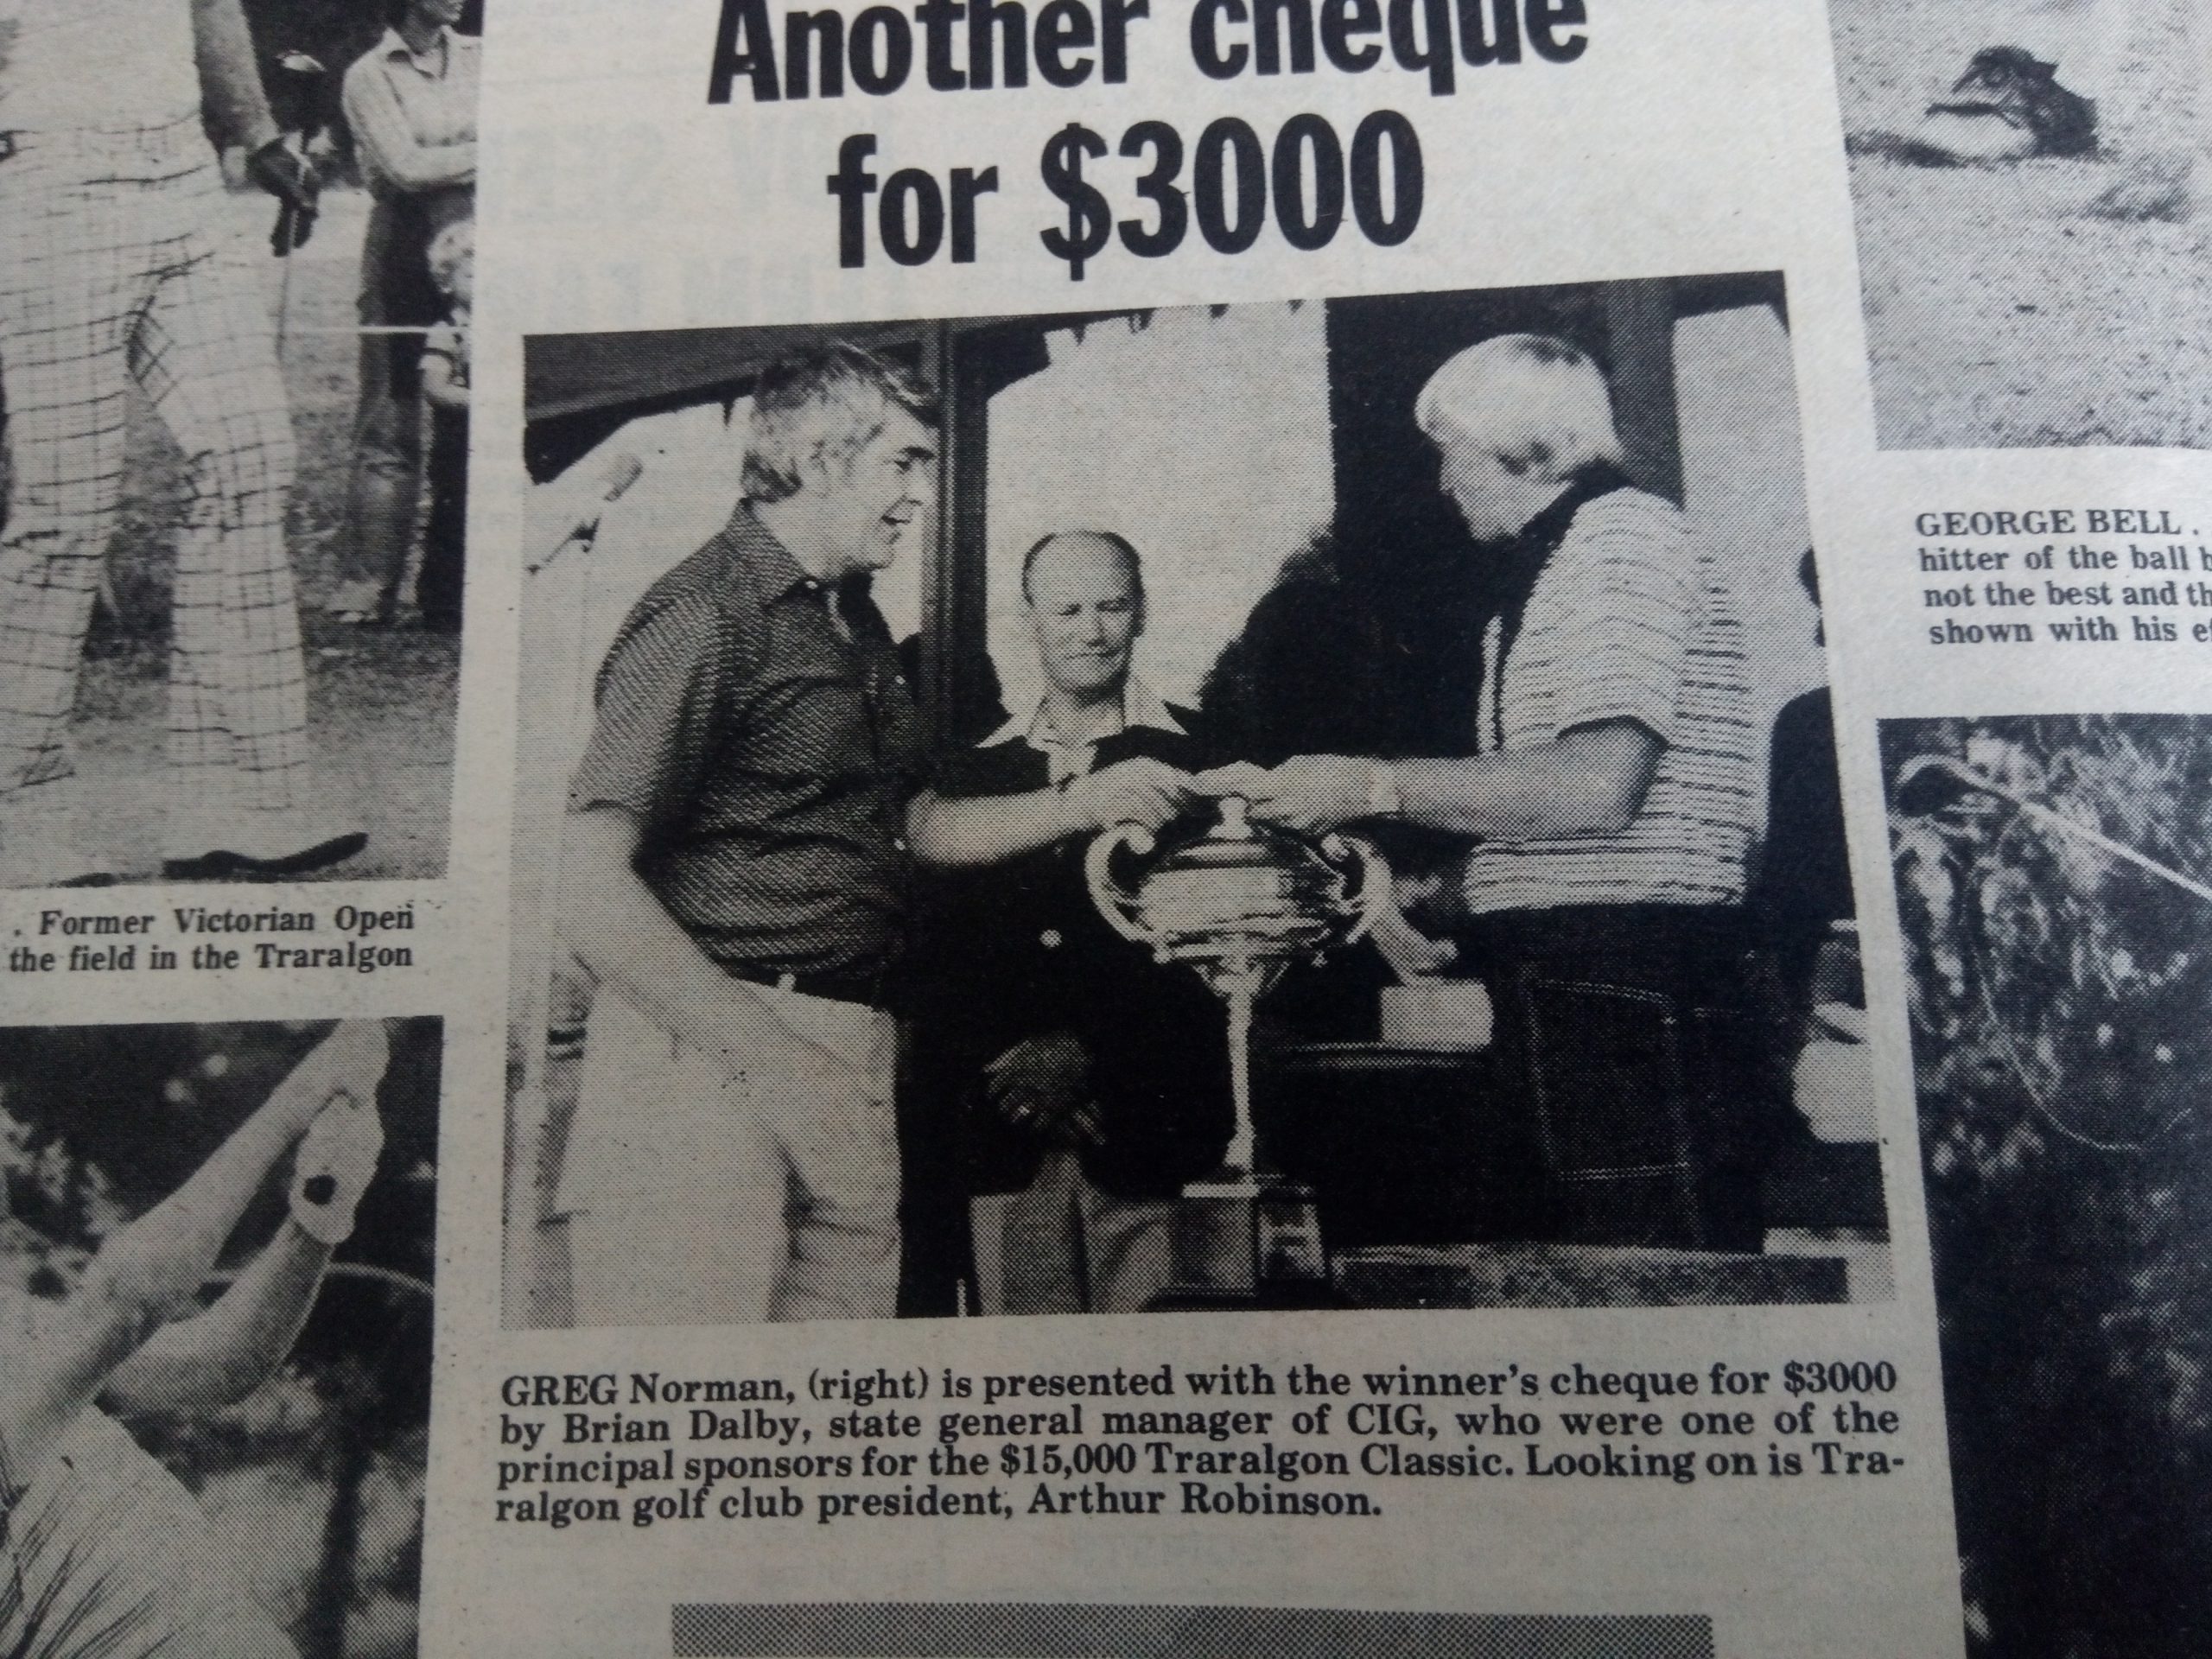 Another cheque
for $3000
. Former Victorian Open
the field in the Traralgon
GEORGE BELL .
hitter of the ball
not the best and
shown with his
GREG Norman, (right) is presented with the winner's cheque for $3000
by Brian Dalby, state general manager of CIG, who were one of the
principal sponsors for the $15,000 Traralgon Classic. Looking on is Tra-
ralgon golf club president, Arthur Robinson.